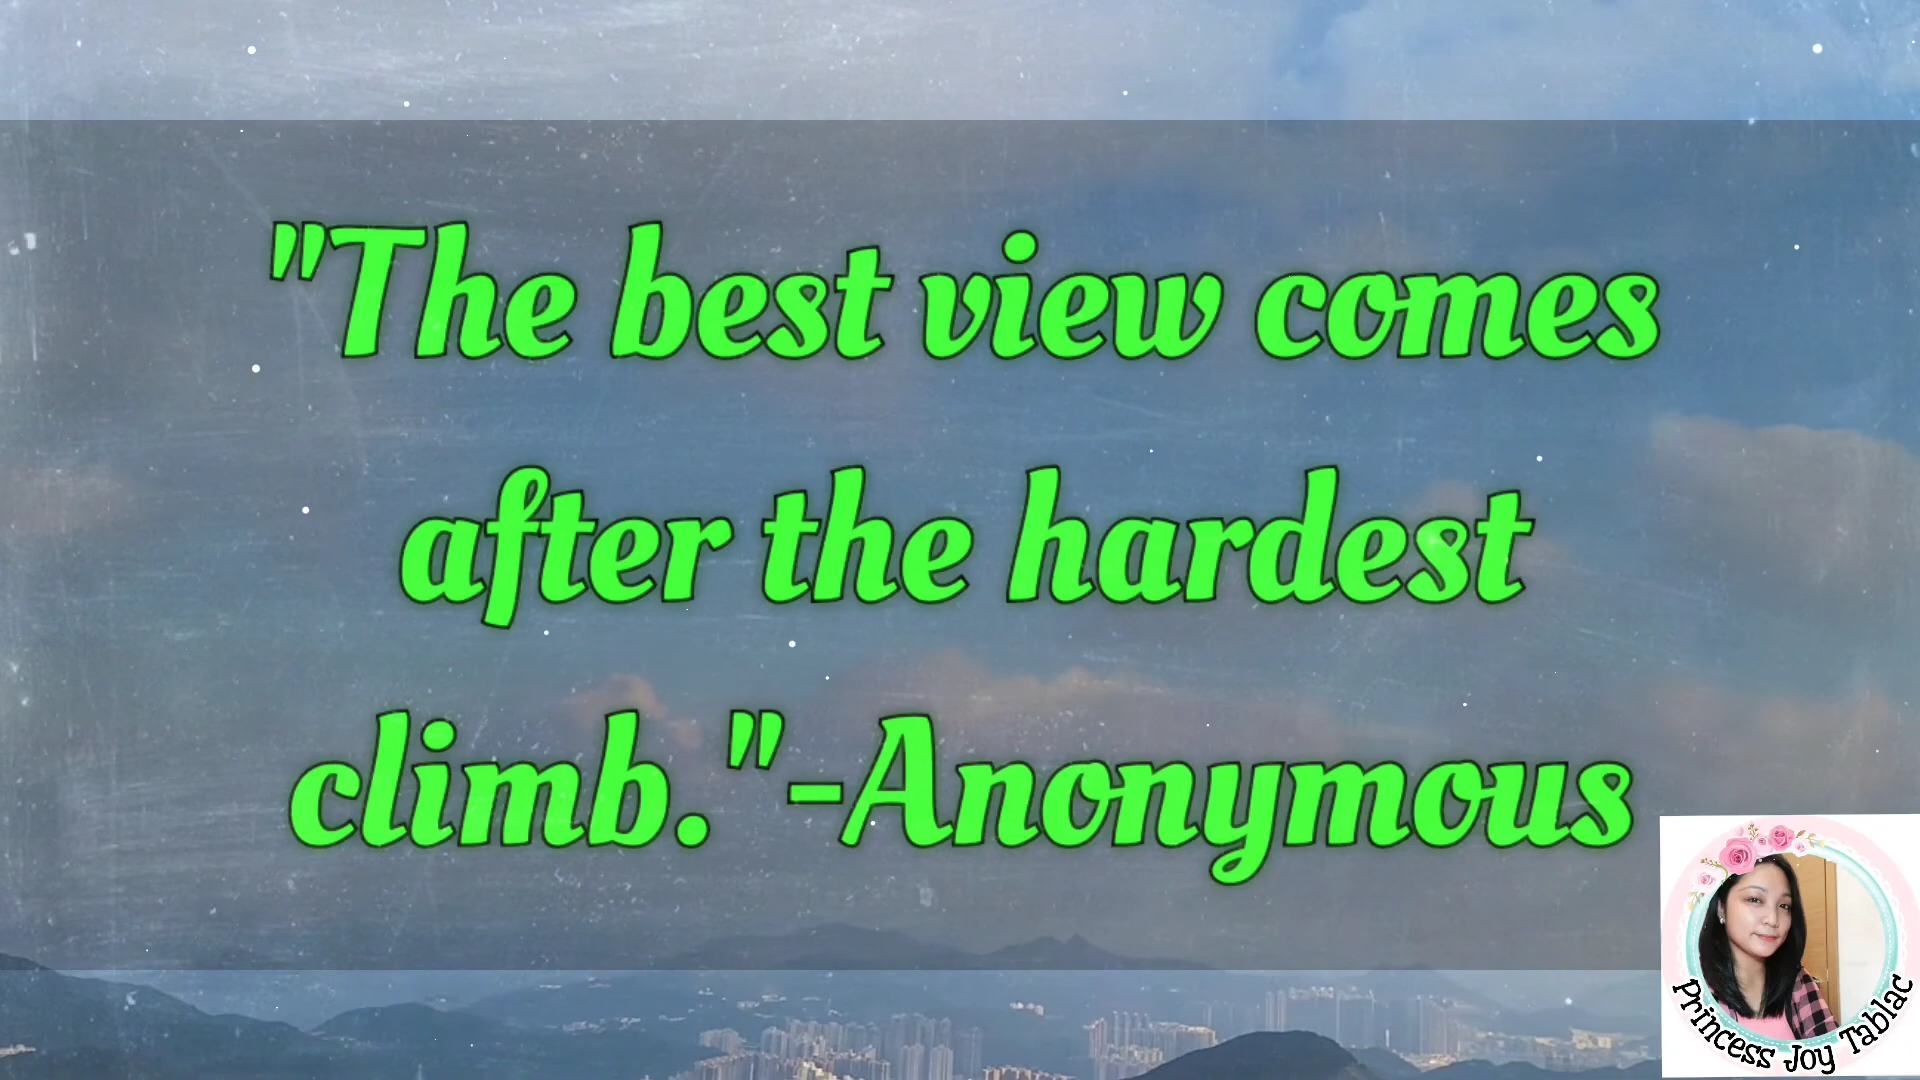 "The best view comes
after the hardest
climb."-Anonymous
Princess Joy Tablac